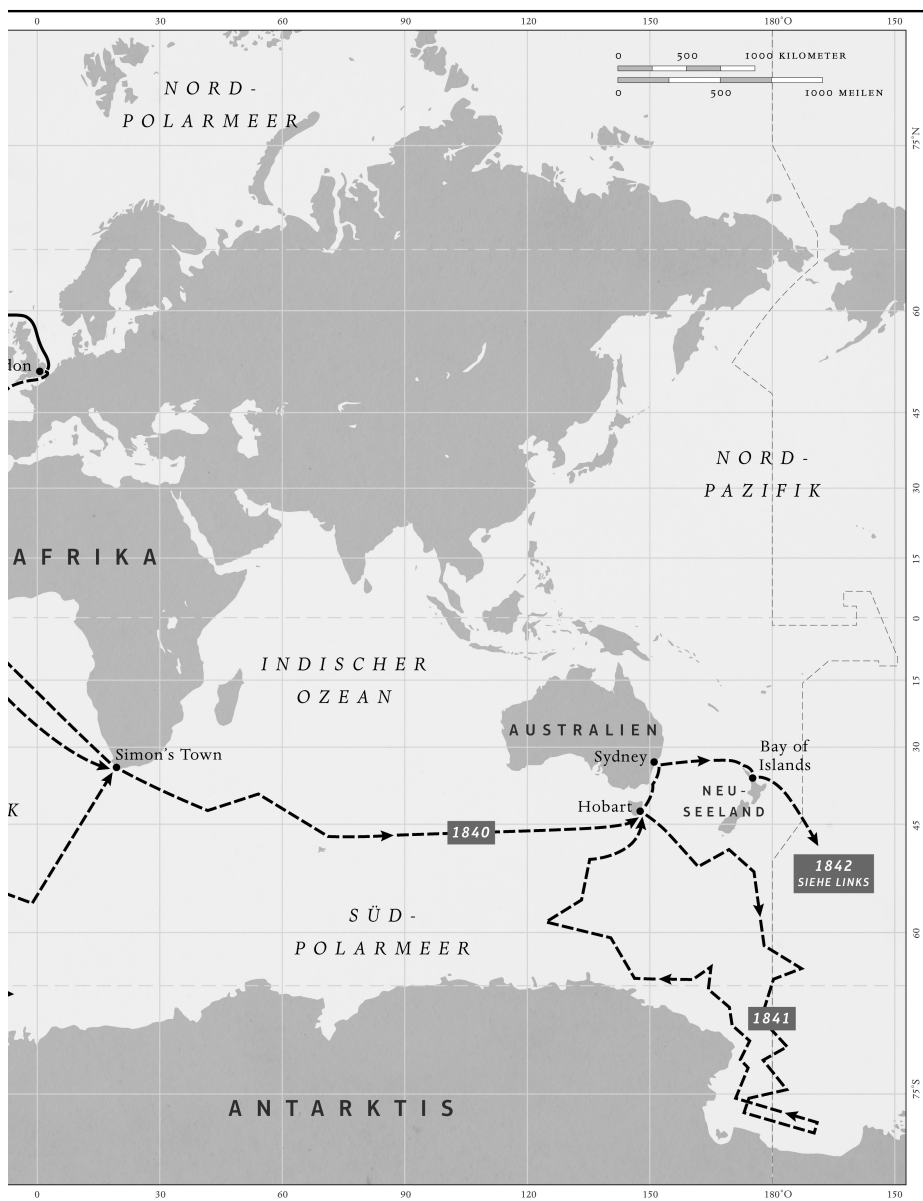 0 30 60 90 120 150 180°O 150
0 500 1000 KILOMETER
0 500 1000 MEILEN
NORD-
POLARMEER
75°N
60
don
45
NORD-
PAZIFIK
30
AFRIKA
15
0
INDISCHER
OZEAN
15
AUSTRALIEN
30
Simon's Town
Sydney
Bay of
Islands
NEU-
SEELAND
Hobart
K
1840
45
1842
SIEHE LINKS
SÜD-
POLARMEER
60
1841
75°S
ANTARKTIS
0 30 60 90 120 150 180°O 150